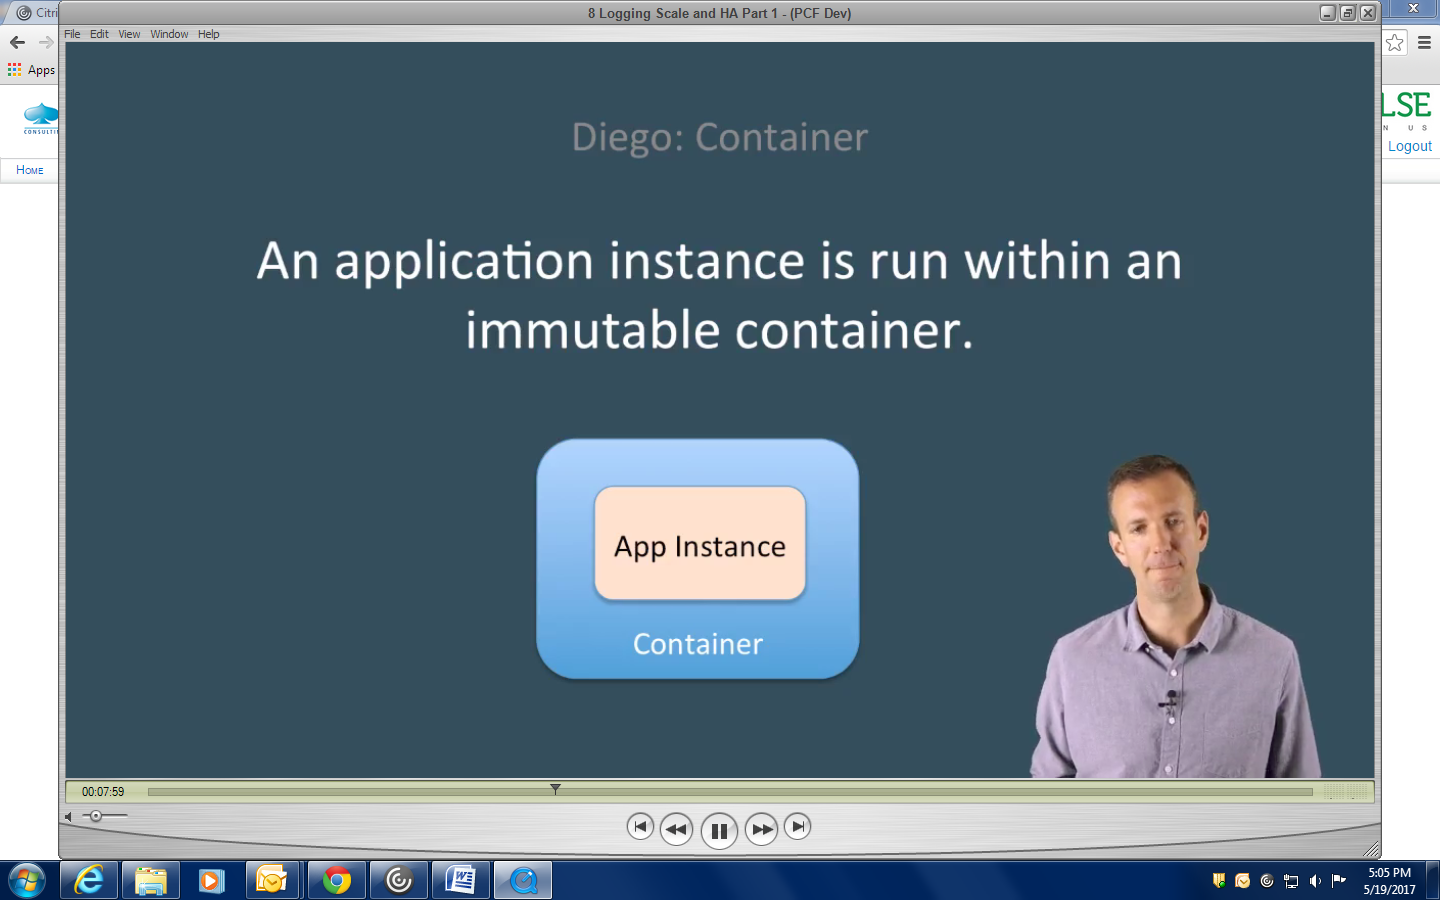 Citri
8 Logging Scale and HA Part 1 - (PCF Dev)
File Edit View Window Help
Apps
CONSULTIN
LSE
N US
Logout
HOME
Diego: Container
An application instance is run within an
immutable container.
App Instance
Container
00:07:59
5:05 PM
5/19/2017